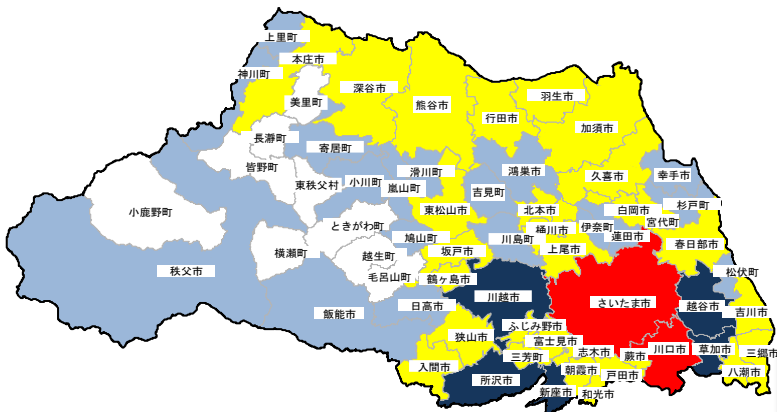 上里町
本庄市
神川町
美里町
深谷市
熊谷市
行田市
羽生市
加須市
長瀞町
寄居町
皆野町
東秩父村
小川町
嵐山町
滑川町
吉見町
鴻巣市
久喜市
幸手市
小鹿野町
ときがわ町
東松山市
北本市
白岡市
杉戸町
宮代町
桶川市
伊奈町
蓮田市
横瀬町
鳩山町
川島町
上尾市
春日部市
秩父市
越生町
坂戸市
毛呂山町
鶴ヶ島市
松伏町
飯能市
日高市
川越市
さいたま市
越谷市
吉川市
狭山市
ふじみ野市
富士見市
三芳町
志木市
蕨市
川口市
草加市
三郷市
入間市
所沢市
朝霞市
戸田市
八潮市
新座市
和光市